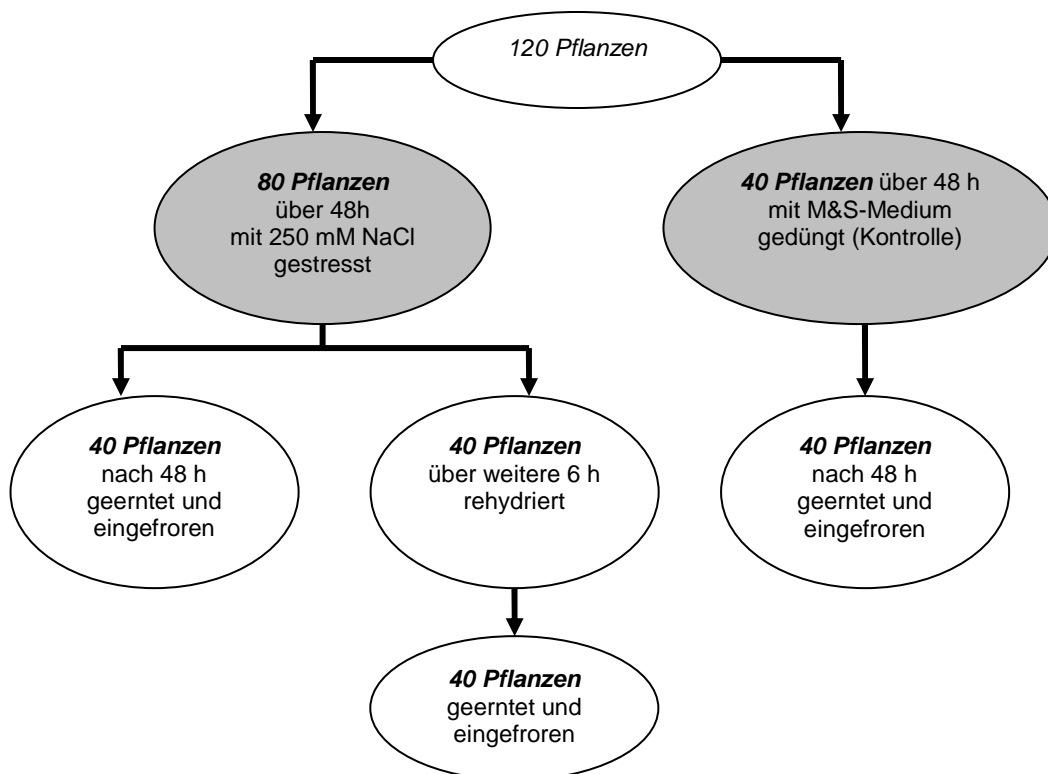 120 Pflanzen
80 Pflanzen
über 48h
mit 250 mM NaCl
gestresst
40 Pflanzen über 48 h
mit M&S-Medium
gedüngt (Kontrolle)
40 Pflanzen
nach 48 h
geerntet und
eingefroren
40 Pflanzen
über weitere 6 h
rehydriert
40 Pflanzen
nach 48 h
geerntet und
eingefroren
40 Pflanzen
geerntet und
eingefroren